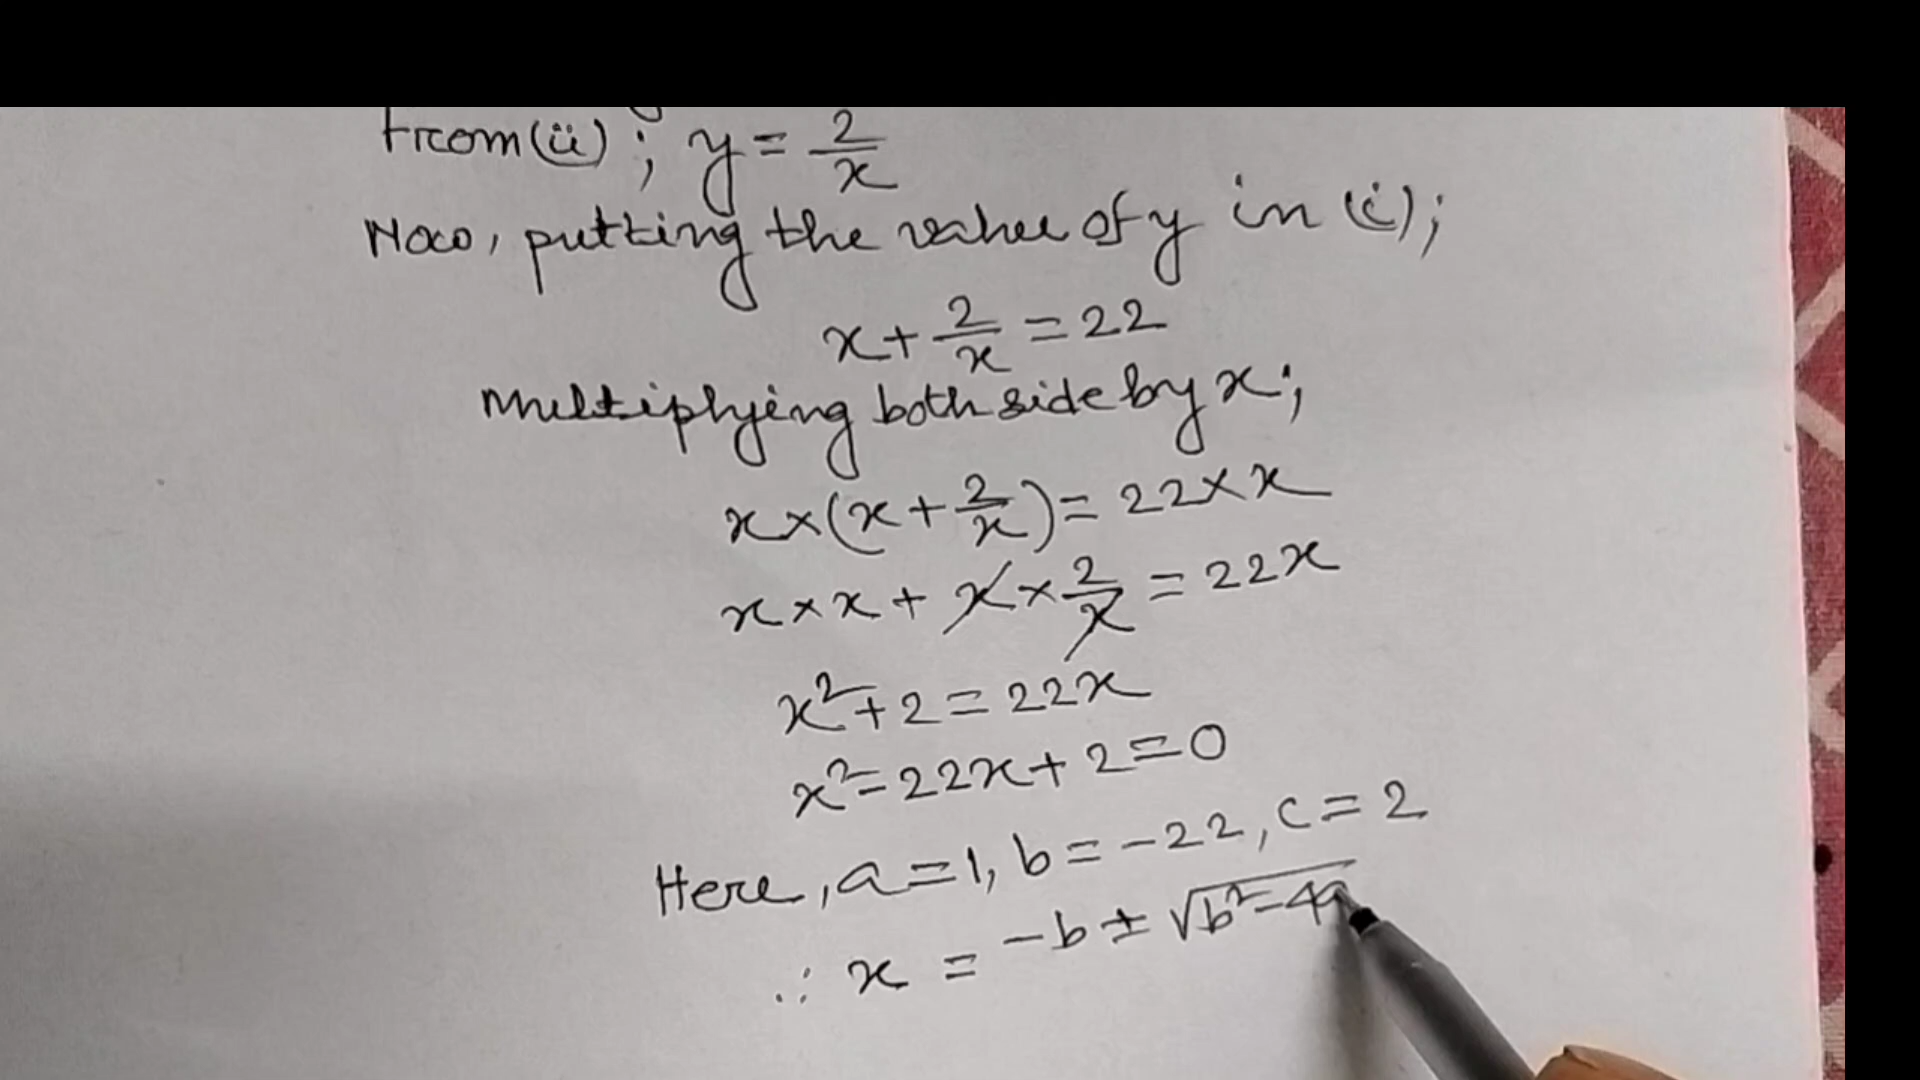 From (ii); y = 2/x
Now, putting the value of y in (i);
x + 2/x = 22
Multiplying both side by x;
x × (x + 2/x) = 22 × x
x × x + x × 2/x = 22x
x² + 2 = 22x
x² - 22x + 2 = 0
Here, a = 1, b = -22, c = 2
∴ x = -b ± √b² - 4a